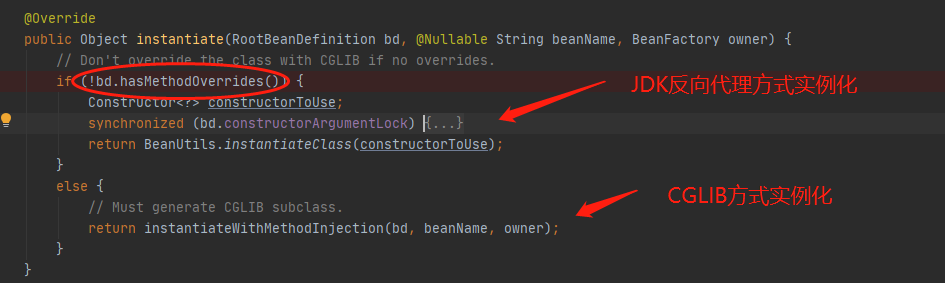 @Override
public Object instantiate(RootBeanDefinition bd, @Nullable String beanName, BeanFactory owner) {
// Don't override the class with CGLIB if no overrides.
if (!bd.hasMethodOverrides()) {
Constructor<?> constructorToUse;
JDK反向代理方式实例化
synchronized (bd.constructorArgumentLock) {...}
return BeanUtils.instantiateClass(constructorToUse);
}
else {
CGLIB方式实例化
// Must generate CGLIB subclass.
return instantiateWithMethodInjection(bd, beanName, owner);
}
}